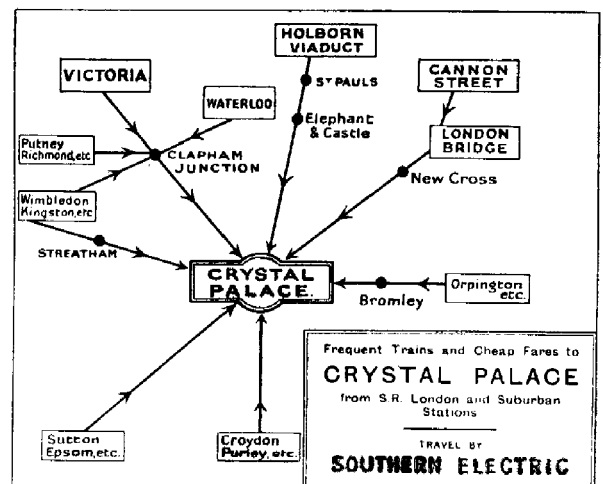 HOLBORN
VIADUCT
VICTORIA
ST PAULS
CANNON
STREET
WATERLOO
Elephant
& Castle
Putney
Richmond, etc
CLAPHAM
JUNCTION
LONDON
BRIDGE
New Cross
Wimbledon
Kingston, etc
STREATHAM
CRYSTAL
PALACE.
Bromley
Orpington
etc.
Frequent Trains and Cheap Fares to
CRYSTAL PALACE
from S.R. London and Suburban
Stations
TRAVEL BY
SOUTHERN ELECTRIC
Sutton
Epsom, etc.
Croydon
Purley, etc.